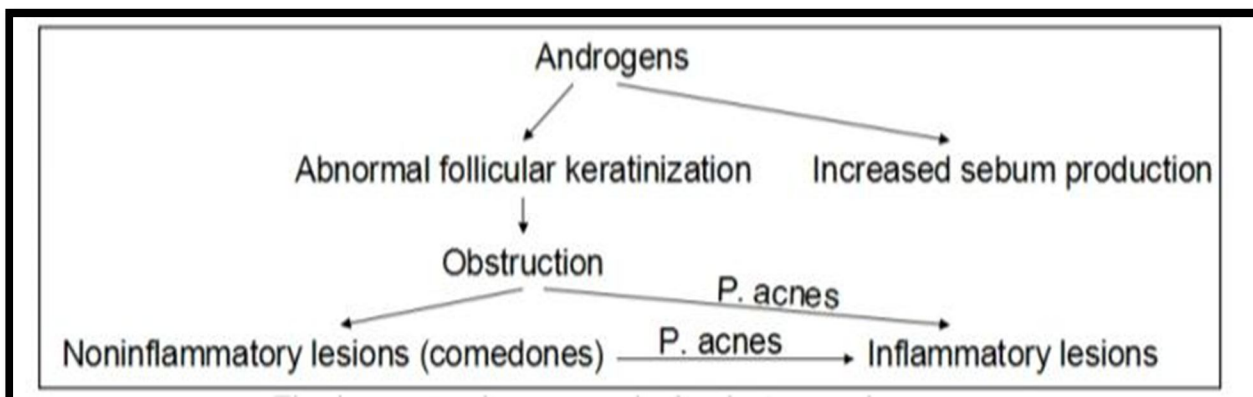 Androgens
Abnormal follicular keratinization Increased sebum production
Obstruction
P. acnes
Noninflammatory lesions (comedones) P. acnes Inflammatory lesions